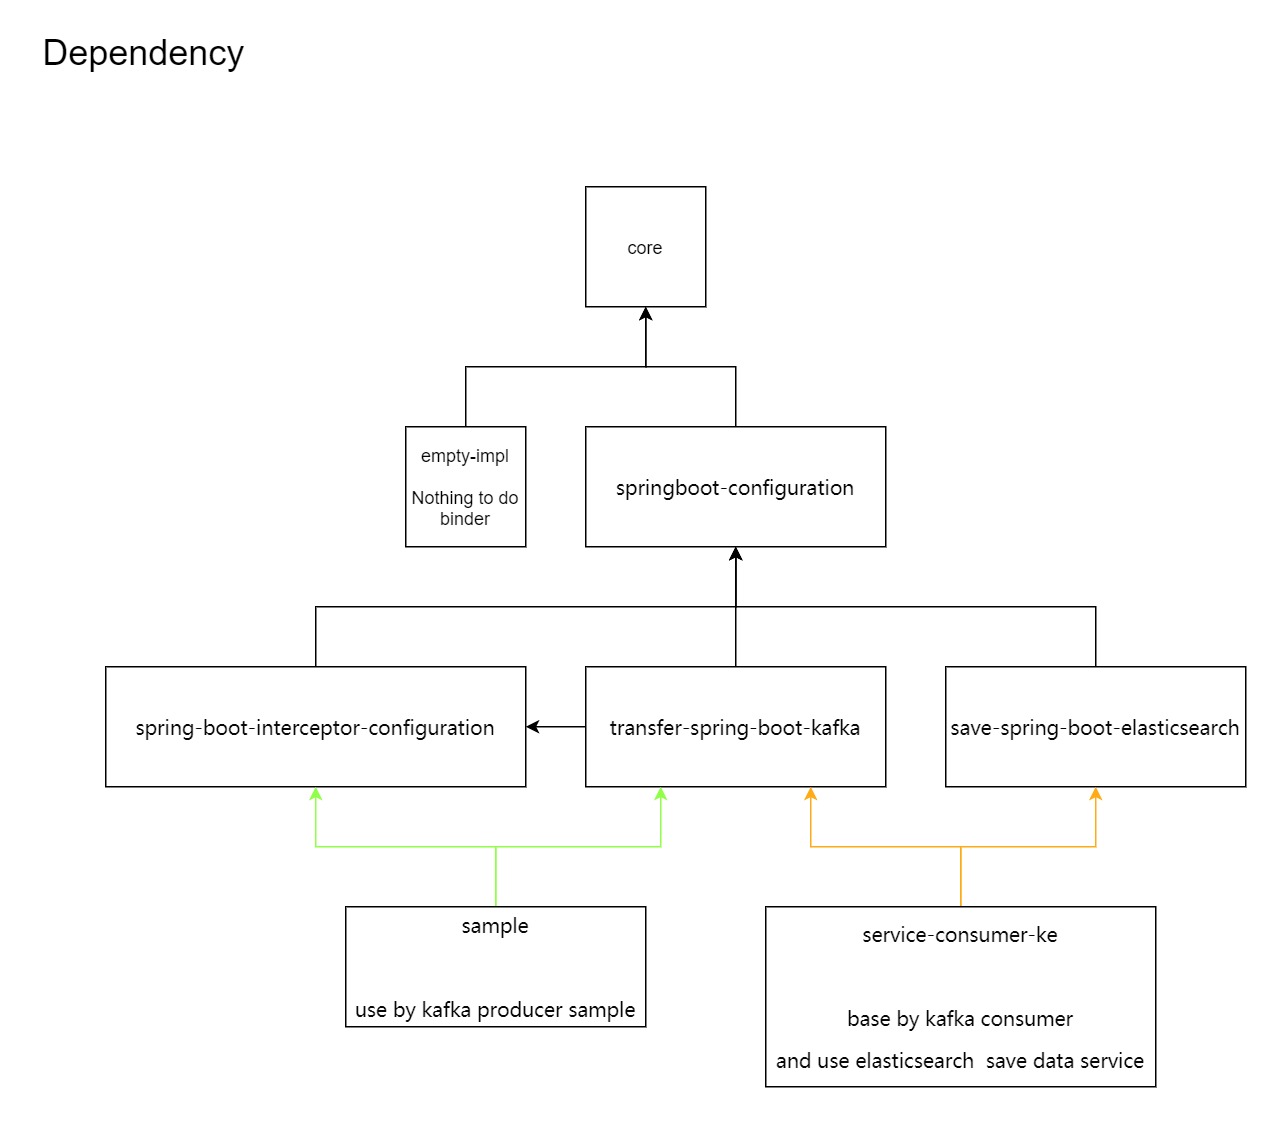 Dependency
core
empty-impl
Nothing to do
binder
springboot-configuration
spring-boot-interceptor-configuration
transfer-spring-boot-kafka
save-spring-boot-elasticsearch
sample
use by kafka producer sample
service-consumer-ke
base by kafka consumer
and use elasticsearch  save data service